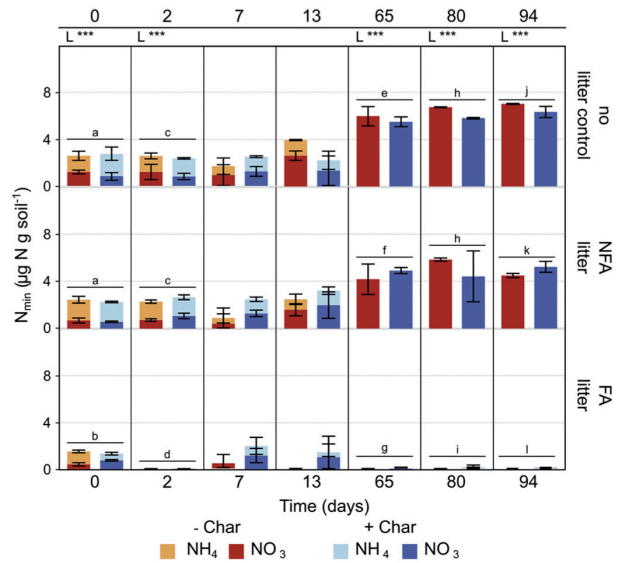 0 2 7 13 65 80 94
L *** L *** L *** L *** L ***
8
4
0
a c e h j
no
litter control
8
4
0
a c f h k
NFA
litter
8
4
0
b d g i l
FA
litter
Nmin (µg N g soil⁻¹)
0 2 7 13 65 80 94
Time (days)
- Char + Char
NH₄ NO₃ NH₄ NO₃